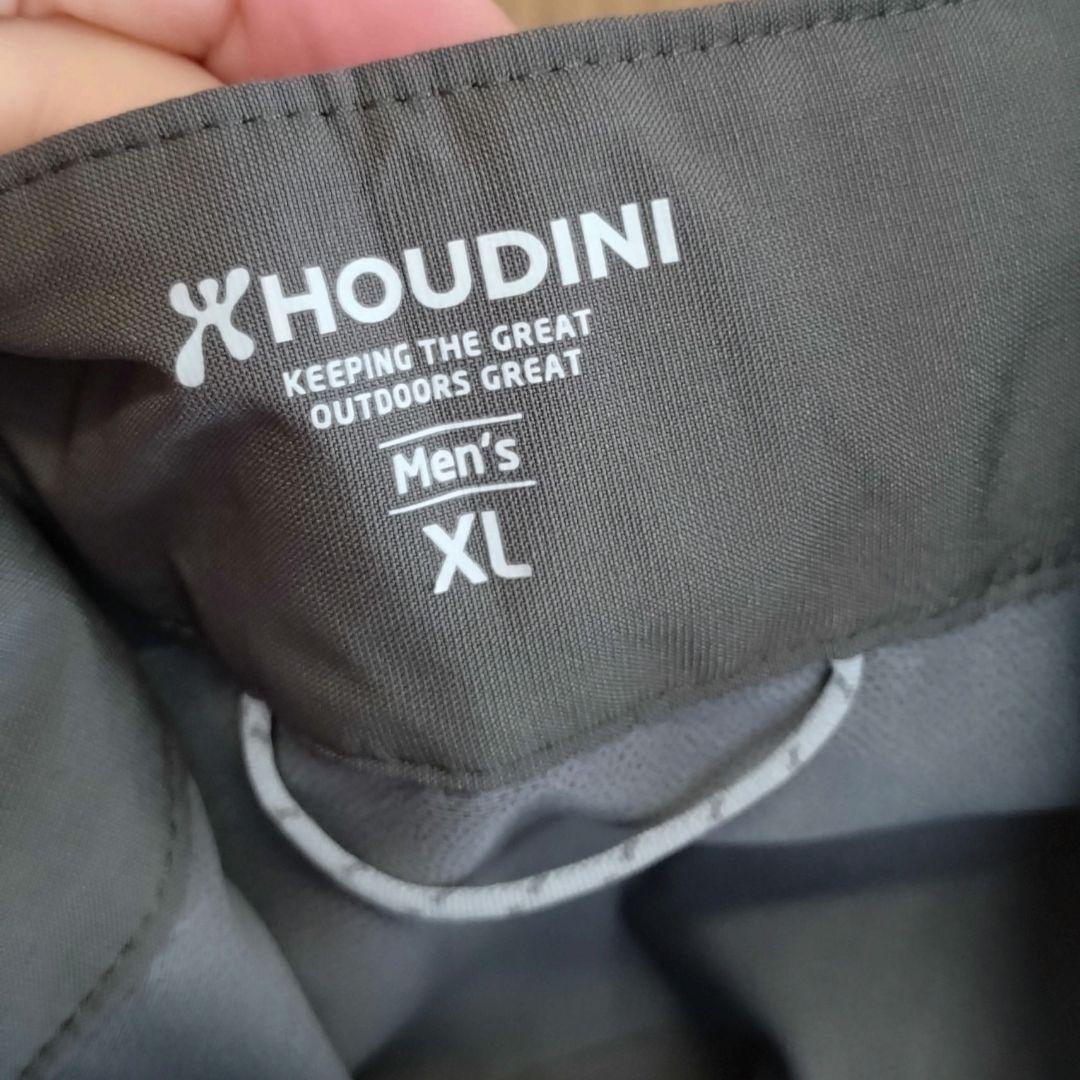 HOUDINI
KEEPING THE GREAT
OUTDOORS GREAT
Men's
XL